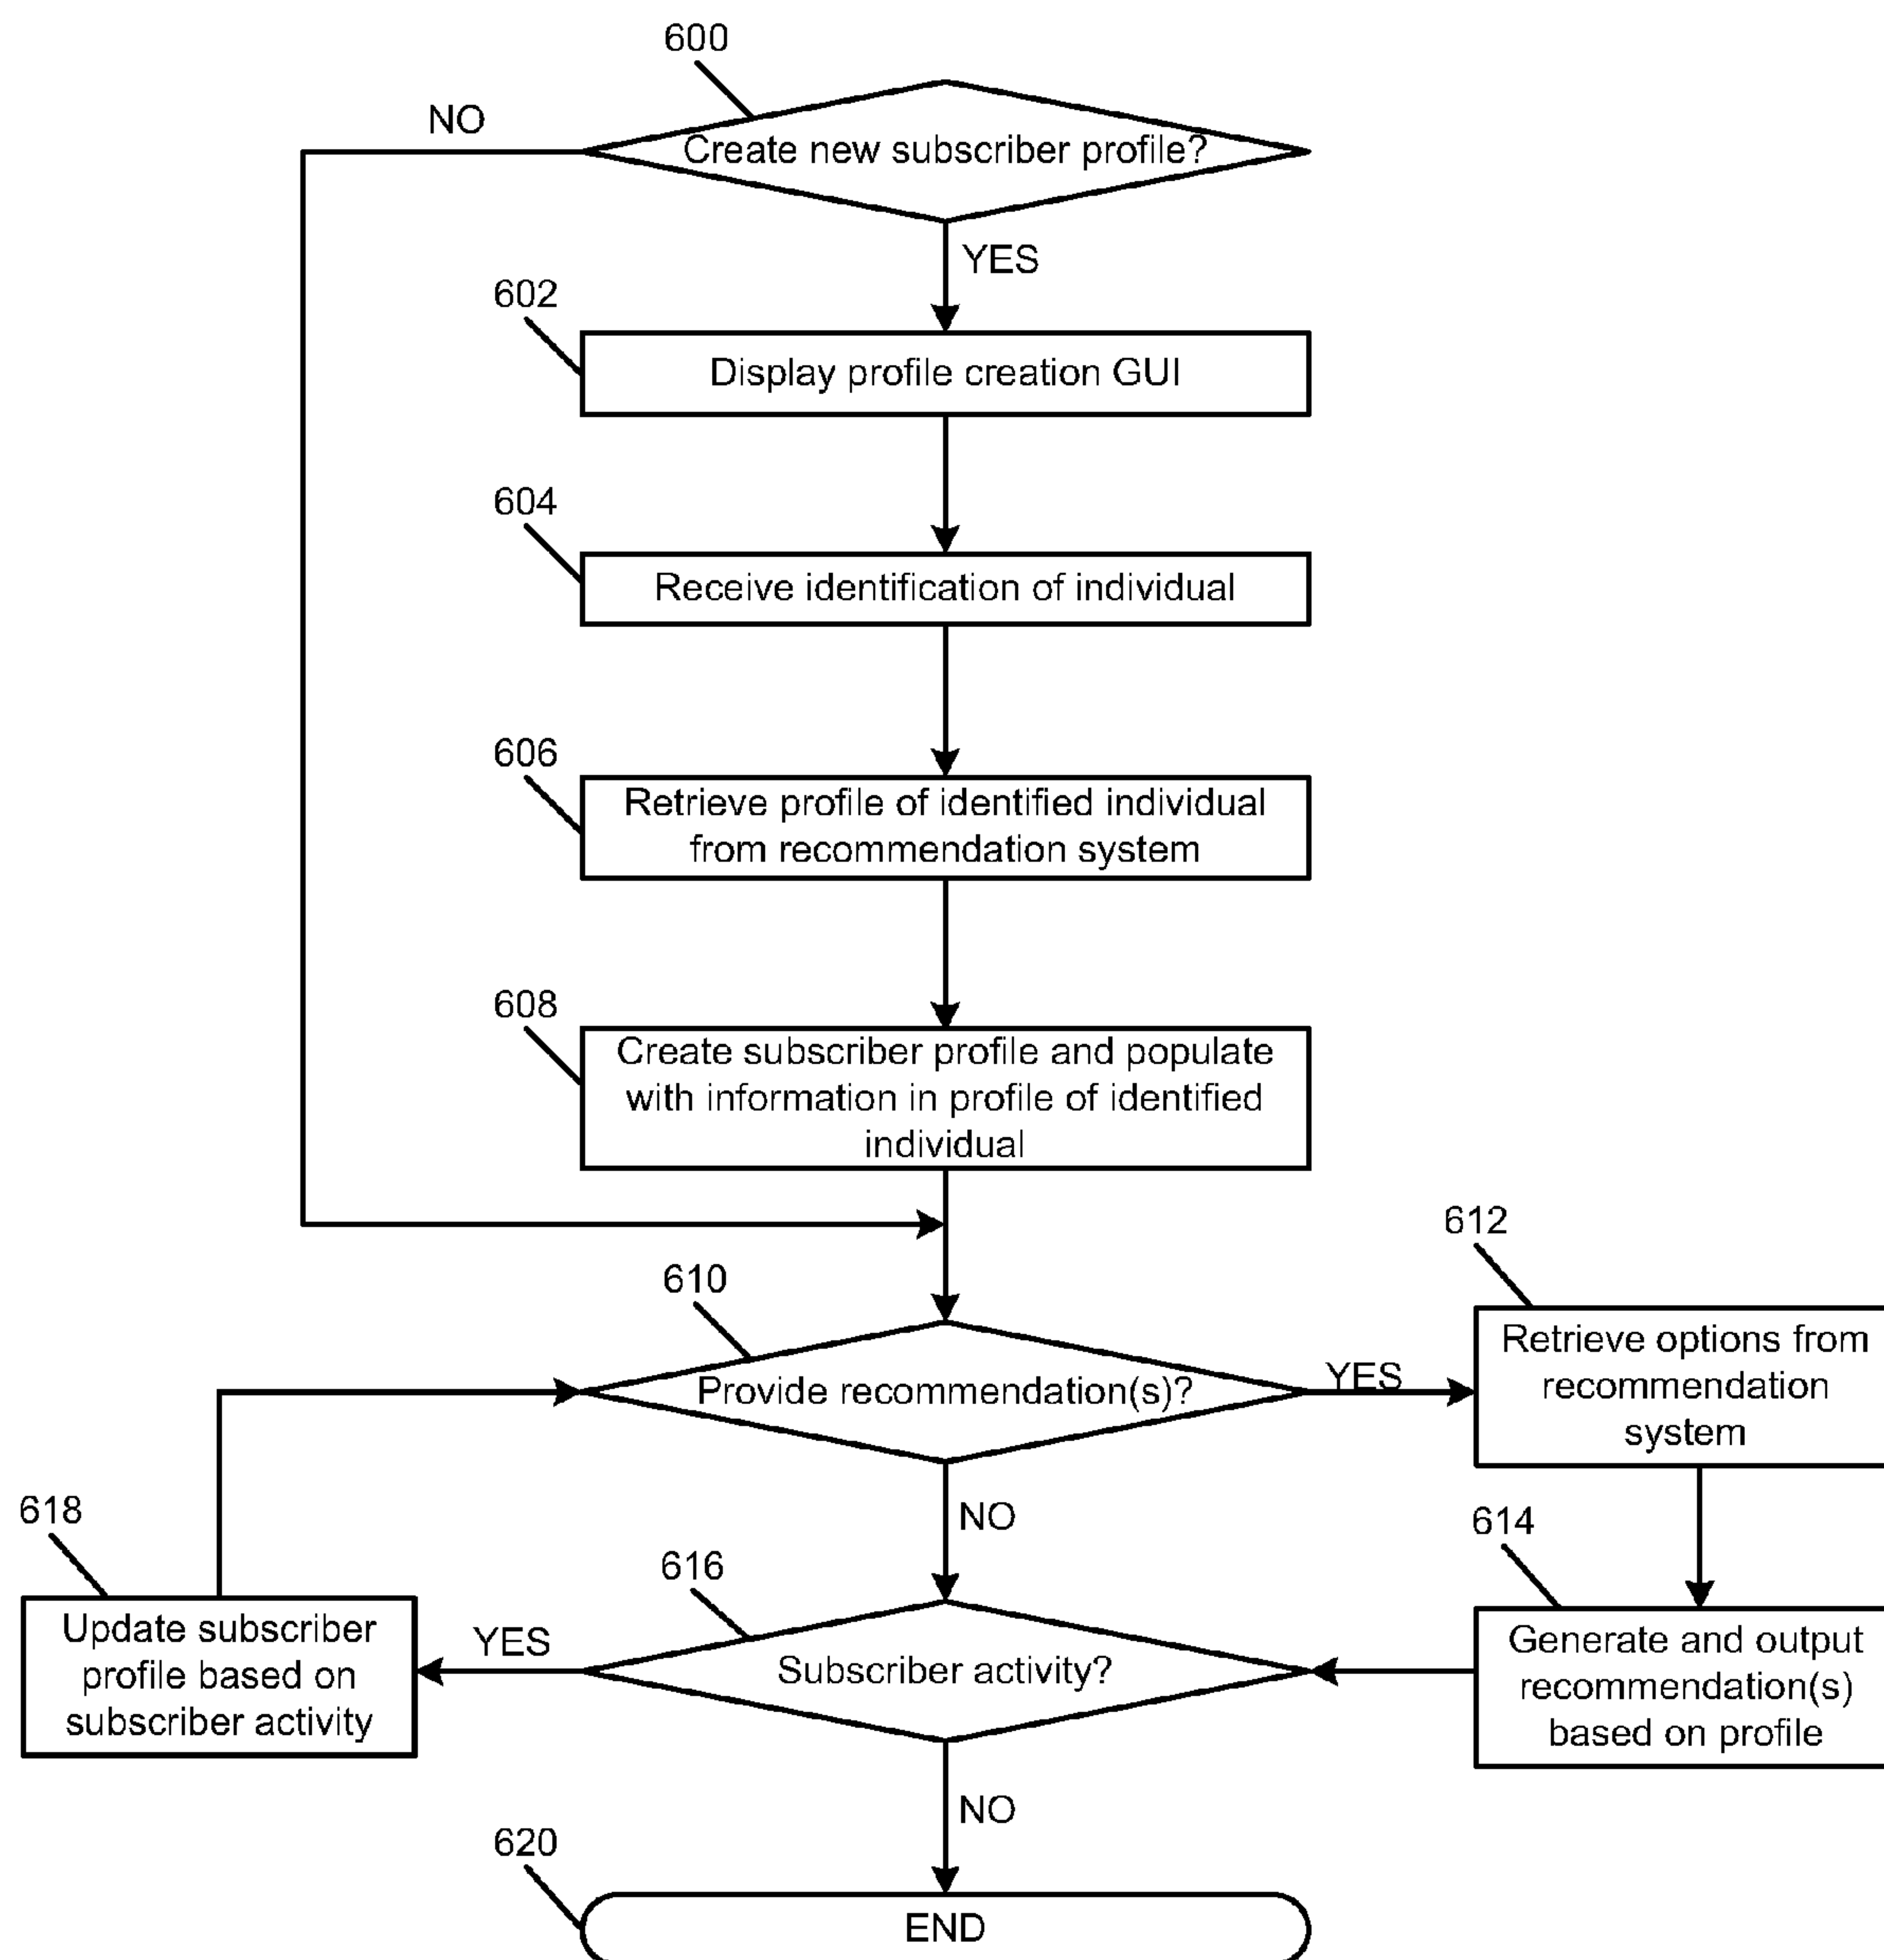 600
NO
Create new subscriber profile?
YES
602
Display profile creation GUI
604
Receive identification of individual
606
Retrieve profile of identified individual
from recommendation system
608
Create subscriber profile and populate
with information in profile of identified
individual
610
Provide recommendation(s)?
YES
612
Retrieve options from
recommendation
system
NO
614
Generate and output
recommendation(s)
based on profile
616
Subscriber activity?
YES
618
Update subscriber
profile based on
subscriber activity
NO
620
END